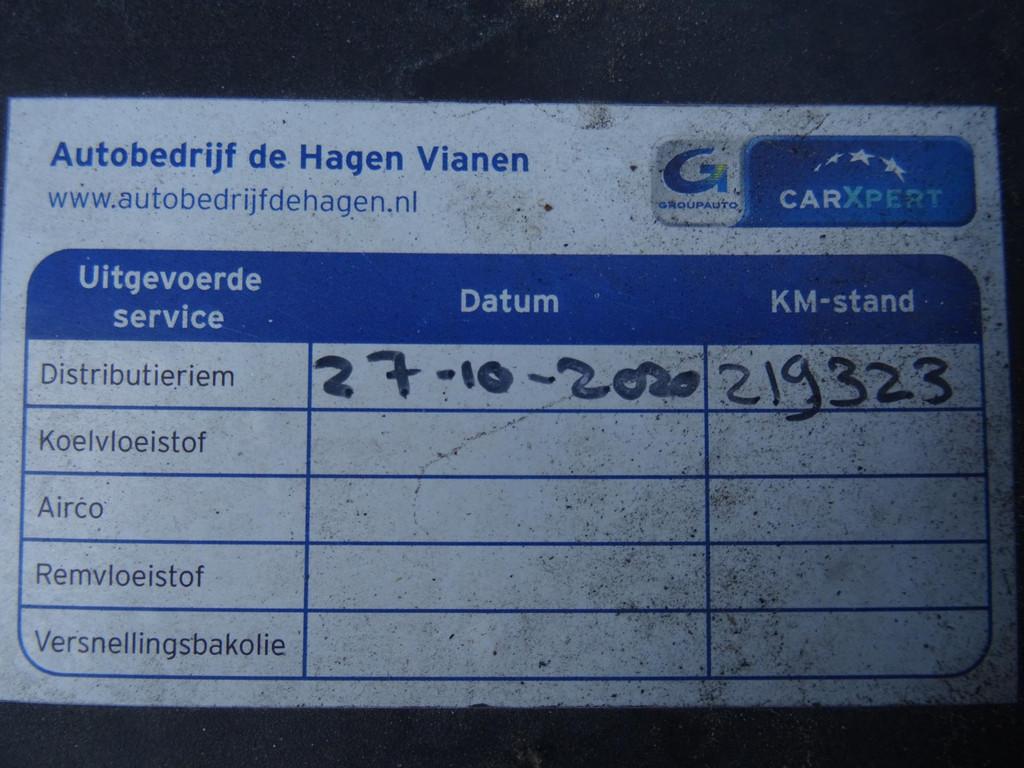 Autobedrijf de Hagen Vianen
www.autobedrijfdehagen.nl
G
GROUPAUTO
CARXPERT
Uitgevoerde service Datum KM-stand
Distributieriem 27-10-2020 219323
Koelvloeistof
Airco
Remvloeistof
Versnellingsbakolie